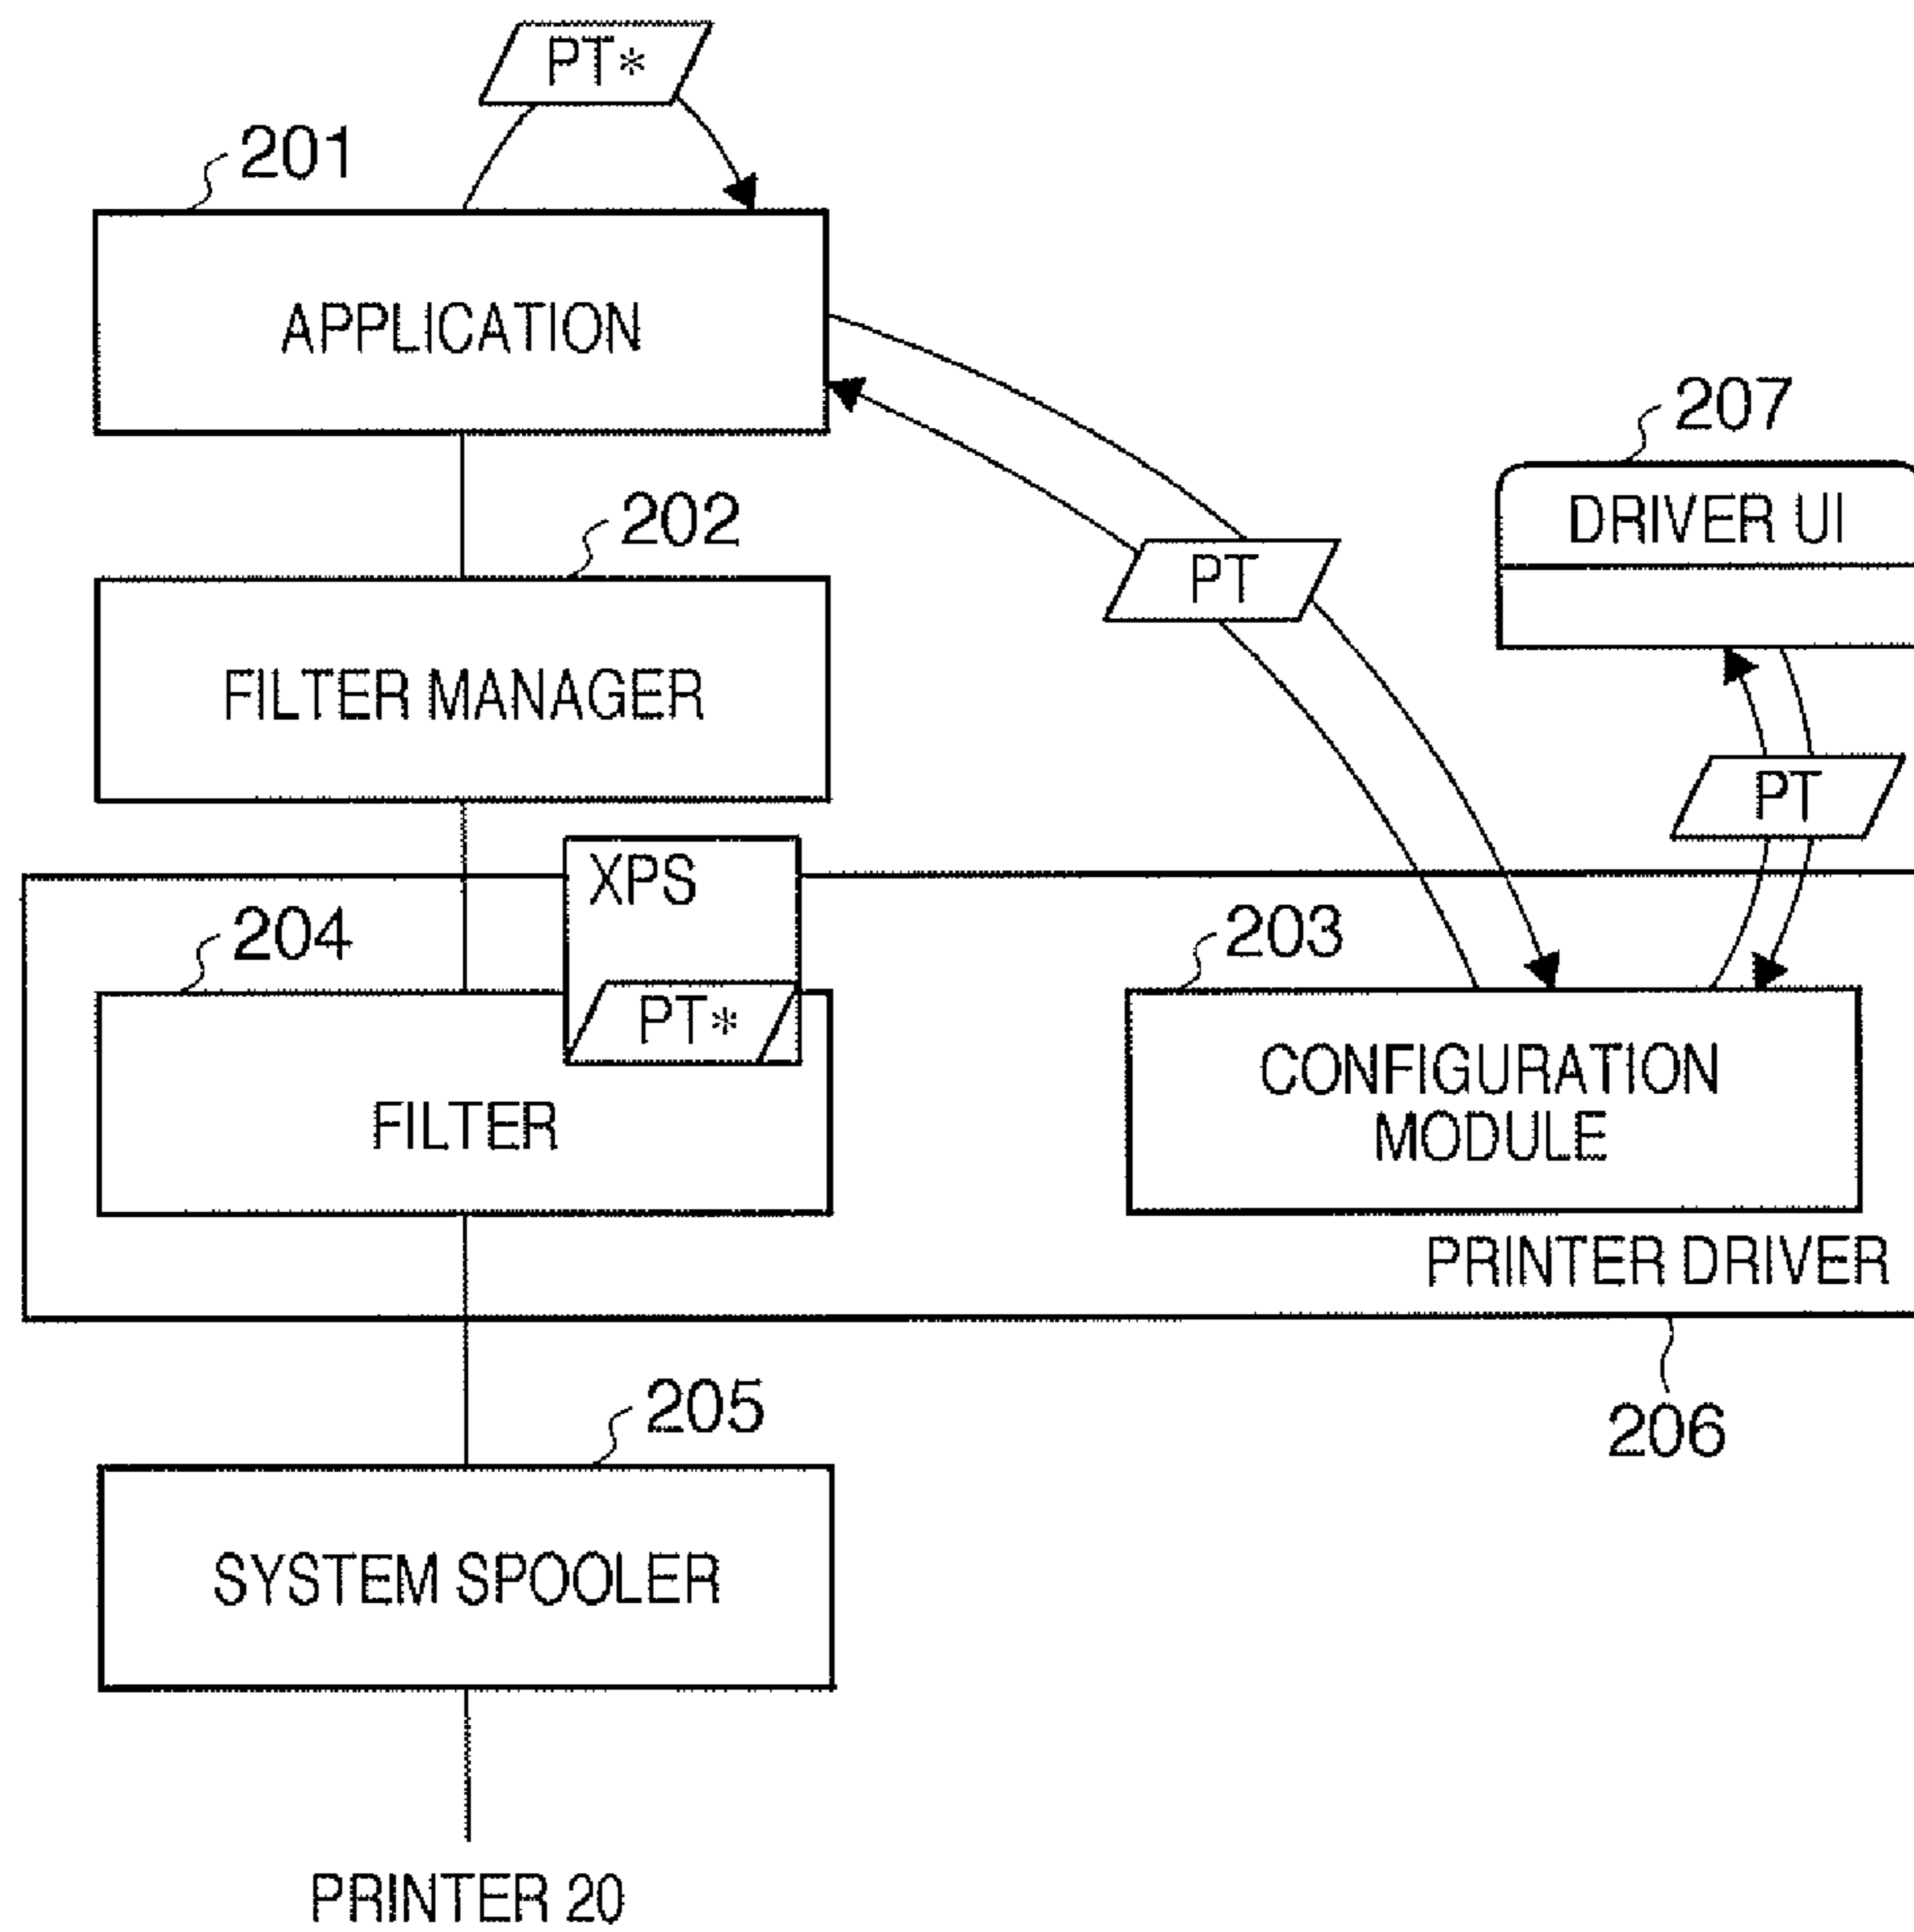 PT*
201
APPLICATION
207
DRIVER UI
202
PT
FILTER MANAGER
PT
XPS
204
203
PT*
CONFIGURATION
MODULE
FILTER
PRINTER DRIVER
205
206
SYSTEM SPOOLER
PRINTER 20